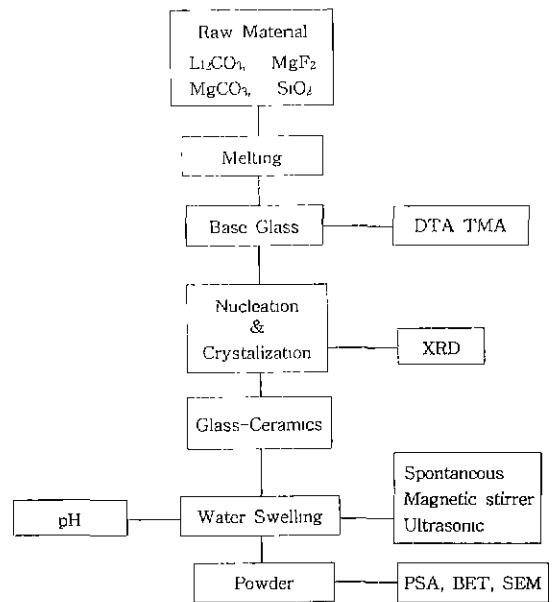 Raw Material
Li₂CO₃, MgF₂
MgCO₃, SiO₂
Melting
Base Glass
DTA TMA
Nucleation
&
Crystalization
XRD
Glass-Ceramics
Spontaneous
Magnetic stirrer
Ultrasonic
pH
Water Swelling
Powder
PSA, BET, SEM